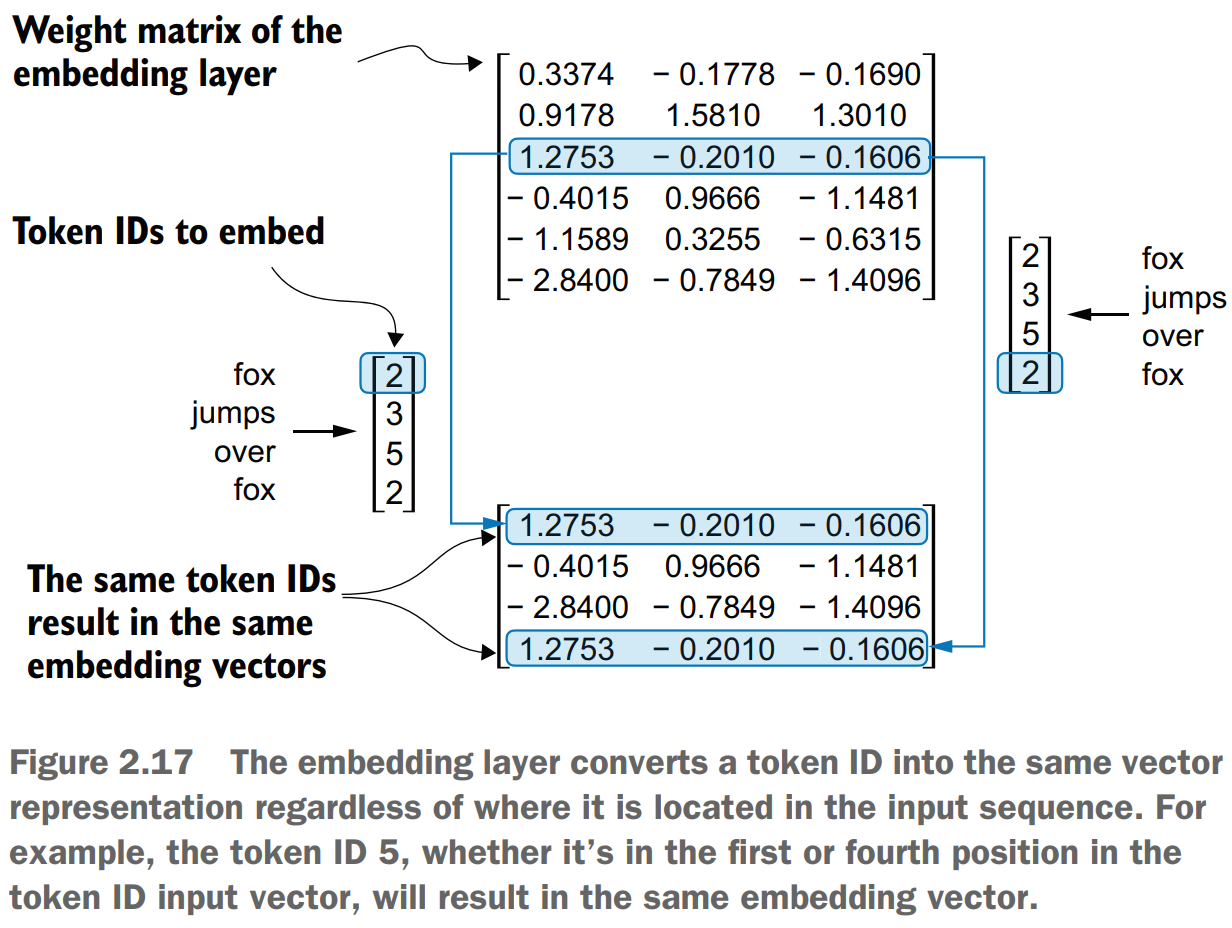 Weight matrix of the
embedding layer
0.3374 − 0.1778 − 0.1690
0.9178 1.5810 1.3010
1.2753 − 0.2010 − 0.1606
− 0.4015 0.9666 − 1.1481
− 1.1589 0.3255 − 0.6315
− 2.8400 − 0.7849 − 1.4096
Token IDs to embed
fox
jumps
over
fox
2
3
5
2
2
3
5
2
fox
jumps
over
fox
1.2753 − 0.2010 − 0.1606
− 0.4015 0.9666 − 1.1481
− 2.8400 − 0.7849 − 1.4096
1.2753 − 0.2010 − 0.1606
The same token IDs
result in the same
embedding vectors
Figure 2.17 The embedding layer converts a token ID into the same vector
representation regardless of where it is located in the input sequence. For
example, the token ID 5, whether it’s in the first or fourth position in the
token ID input vector, will result in the same embedding vector.